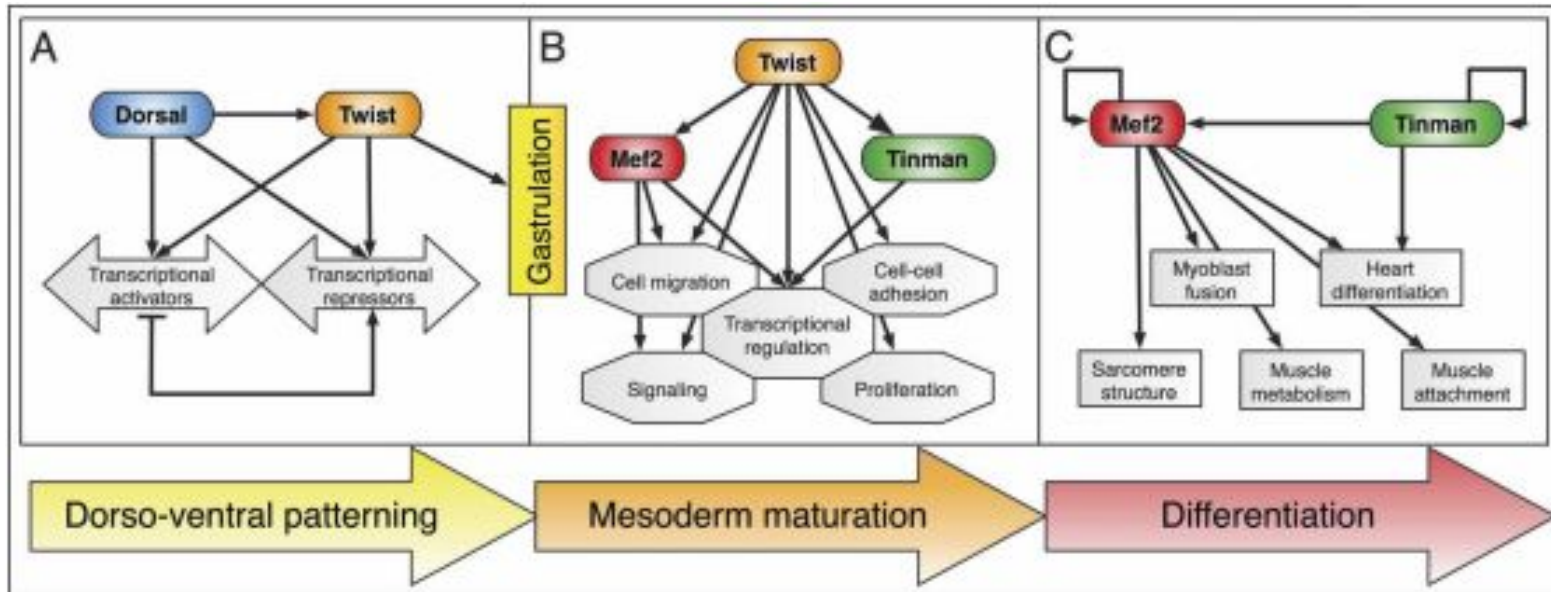 A
Dorsal
Twist
Transcriptional
activators
Transcriptional
repressors
Gastrulation
B
Twist
Mef2
Tinman
Cell migration
Cell-cell
adhesion
Transcriptional
regulation
Signaling
Proliferation
C
Mef2
Tinman
Myoblast
fusion
Heart
differentiation
Sarcomere
structure
Muscle
metabolism
Muscle
attachment
Dorso-ventral patterning
Mesoderm maturation
Differentiation